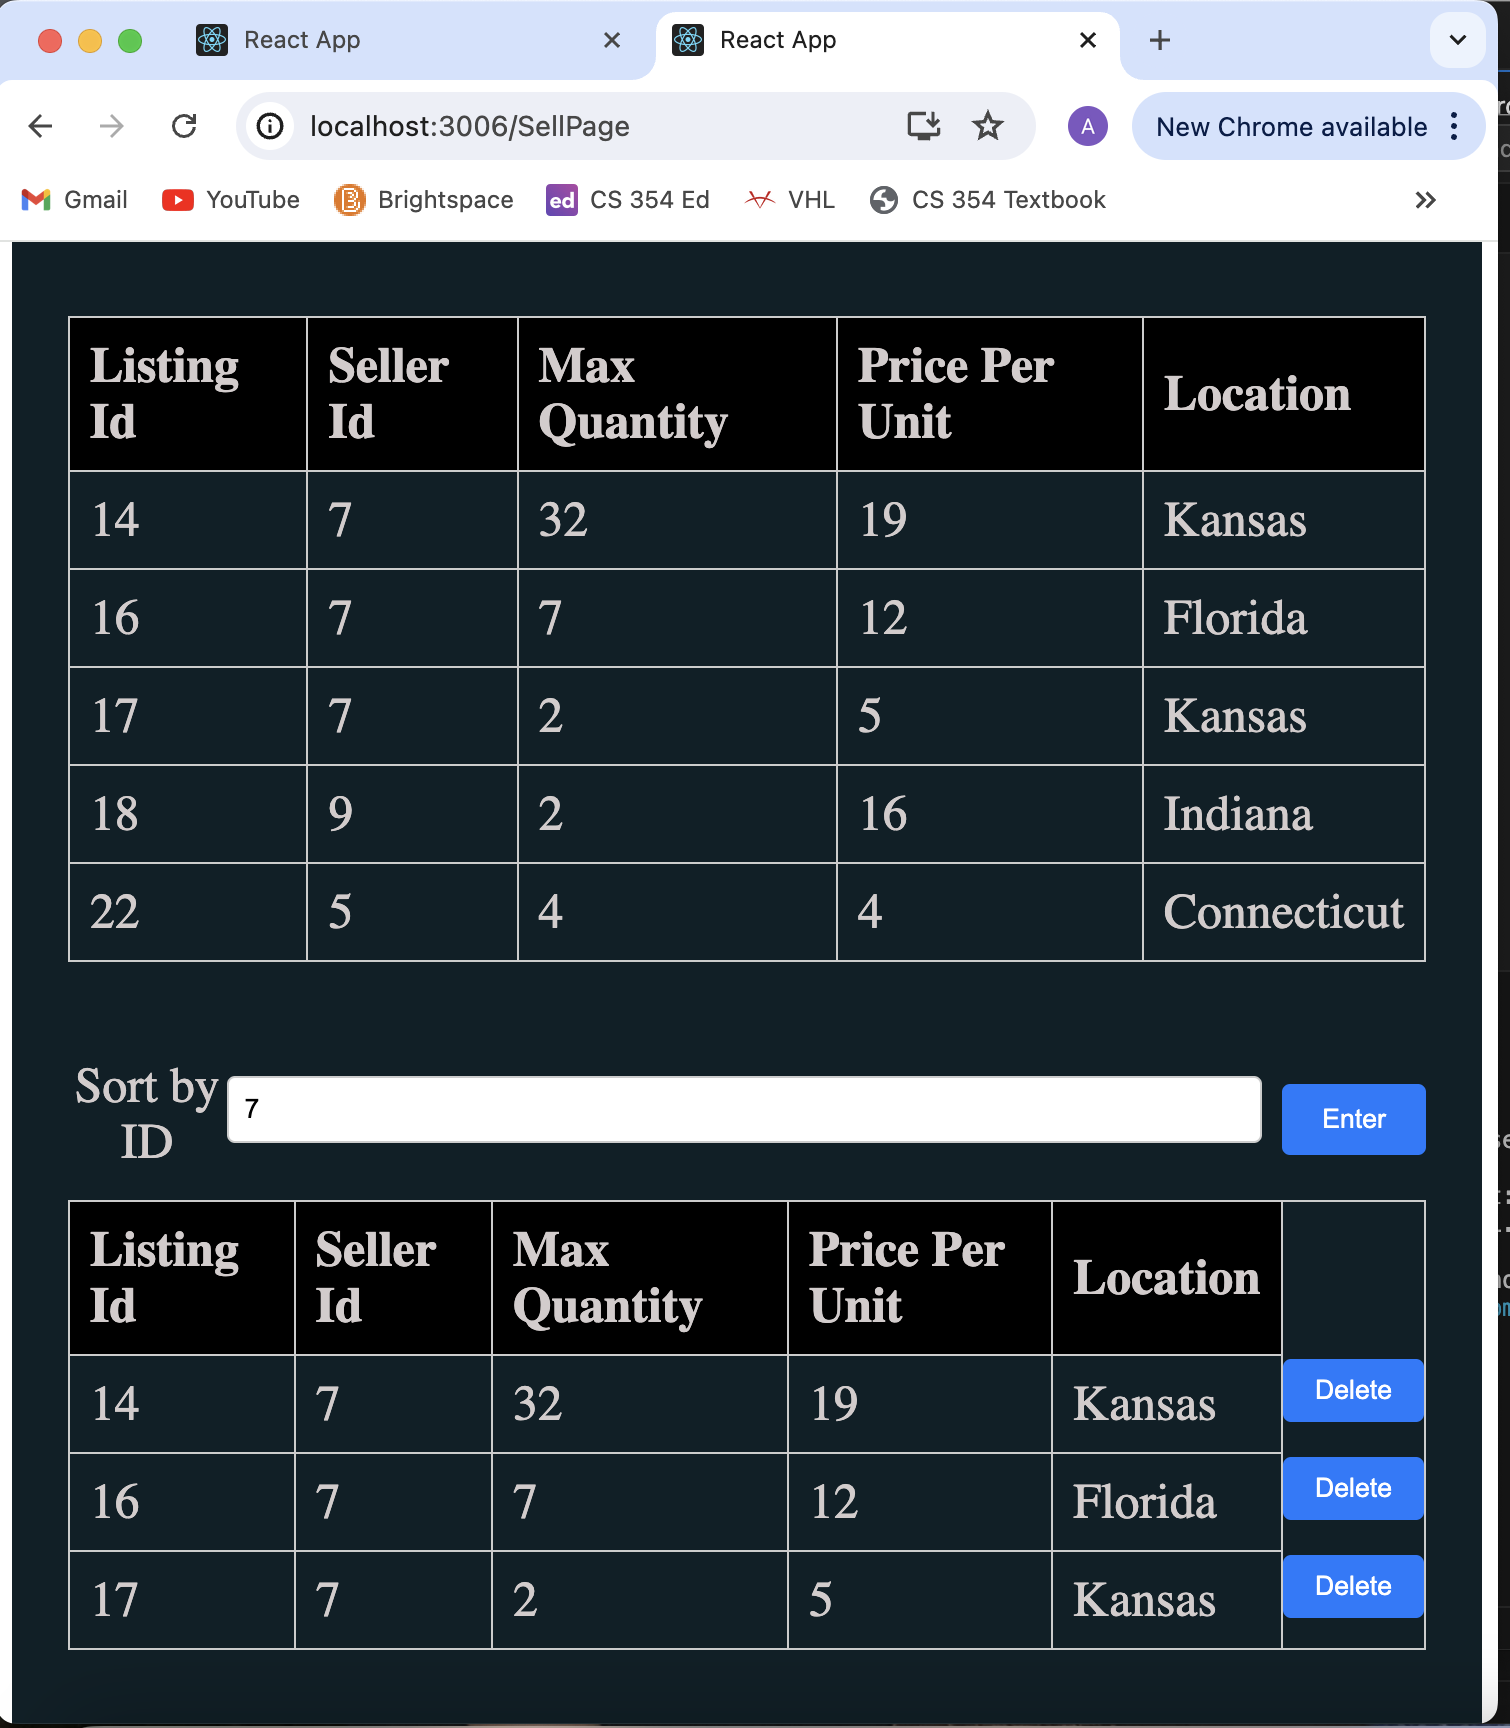 React App
React App
localhost:3006/SellPage
A
New Chrome available
Gmail
YouTube
Brightspace
ed
CS 354 Ed
VHL
CS 354 Textbook
Listing Id Seller Id Max Quantity Price Per Unit Location
14 7 32 19 Kansas
16 7 7 12 Florida
17 7 2 5 Kansas
18 9 2 16 Indiana
22 5 4 4 Connecticut
Sort by
ID
7
Enter
Listing Id Seller Id Max Quantity Price Per Unit Location
14 7 32 19 Kansas Delete
16 7 7 12 Florida Delete
17 7 2 5 Kansas Delete